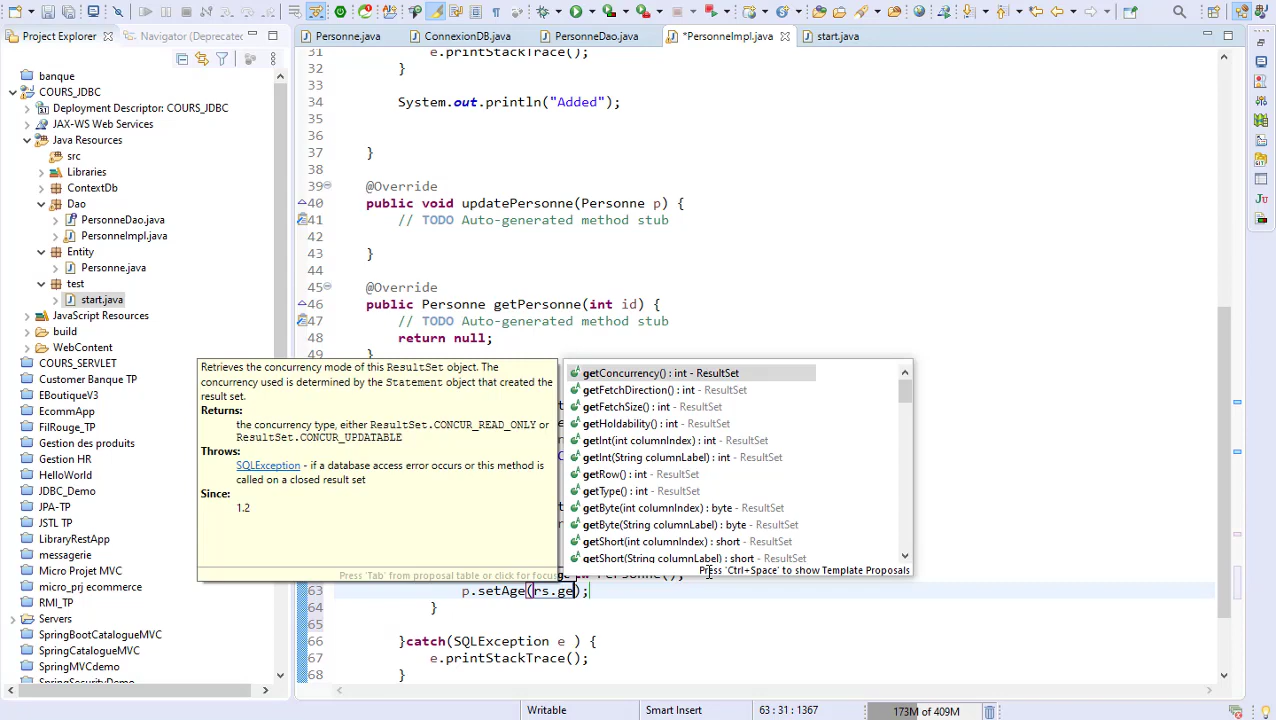 Project Explorer
Navigator (Deprecated
Personne.java
ConnexionDB.java
PersonneDao.java
*PersonneImpl.java
start.java
banque
COURS_JDBC
Deployment Descriptor: COURS_JDBC
JAX-WS Web Services
Java Resources
src
Libraries
ContextDb
Dao
PersonneDao.java
PersonneImpl.java
Entity
Personne.java
test
start.java
JavaScript Resources
build
WebContent
COURS_SERVLET
Customer Banque TP
EBoutiqueV3
EcommApp
FilRouge_TP
Gestion des produits
Gestion HR
HelloWorld
JDBC_Demo
JPA-TP
JSTL TP
LibraryRestApp
messagerie
Micro Projet MVC
micro_prj ecommerce
RMI_TP
Servers
SpringBootCatalogueMVC
SpringCatalogueMVC
SpringMVCdemo
SpringSecurityDemo
31 e.printStackTrace();
32 }
33
34 System.out.println("Added");
35
36
37 }
38
39 @Override
40 public void updatePersonne(Personne p) {
41 // TODO Auto-generated method stub
42
43 }
44
45 @Override
46 public Personne getPersonne(int id) {
47 // TODO Auto-generated method stub
48 return null;
49 }
Retrieves the concurrency mode of this ResultSet object. The
concurrency used is determined by the Statement object that created the
result set.
Returns:
the concurrency type, either ResultSet.CONCUR_READ_ONLY or
ResultSet.CONCUR_UPDATABLE
Throws:
SQLException - if a database access error occurs or this method is
called on a closed result set
Since:
1.2
Press 'Tab' from proposal table or click for focus
getConcurrency() : int - ResultSet
getFetchDirection() : int - ResultSet
getFetchSize() : int - ResultSet
getHoldability() : int - ResultSet
getInt(int columnIndex) : int - ResultSet
getInt(String columnLabel) : int - ResultSet
getRow() : int - ResultSet
getType() : int - ResultSet
getByte(int columnIndex) : byte - ResultSet
getByte(String columnLabel) : byte - ResultSet
getShort(int columnIndex) : short - ResultSet
getShort(String columnLabel) : short - ResultSet
Press 'Ctrl+Space' to show Template Proposals
63 p.setAge(rs.ge);
64 }
65
66 }catch(SQLException e ) {
67 e.printStackTrace();
68 }
Writable
Smart Insert
63 : 31 : 1367
173M of 409M